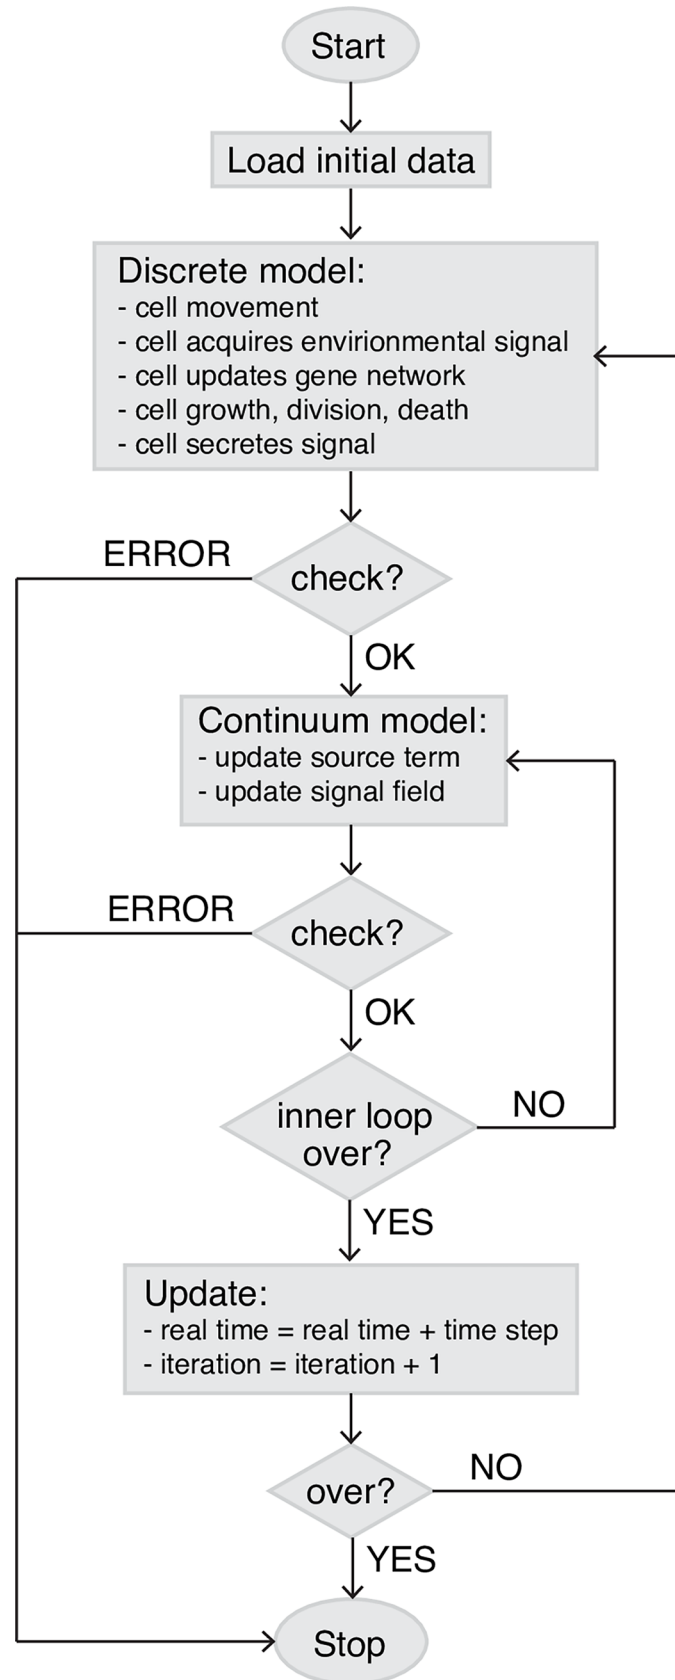 Start
Load initial data
Discrete model:
- cell movement
- cell acquires envirionmental signal
- cell updates gene network
- cell growth, division, death
- cell secretes signal
ERROR
check?
OK
Continuum model:
- update source term
- update signal field
ERROR
check?
OK
inner loop
over?
NO
YES
Update:
- real time = real time + time step
- iteration = iteration + 1
NO
over?
YES
Stop